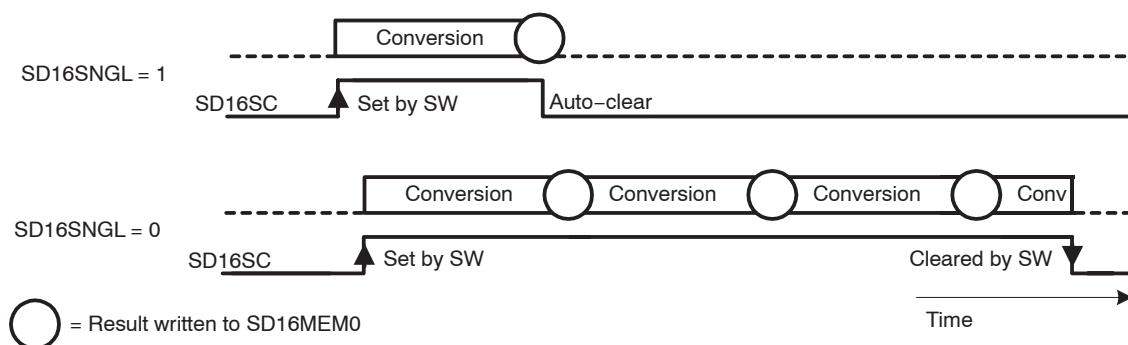 Conversion
SD16SNGL = 1
SD16SC
Set by SW
Auto−clear
Conversion
Conversion
Conversion
Conv
SD16SNGL = 0
SD16SC
Set by SW
Cleared by SW
= Result written to SD16MEM0
Time